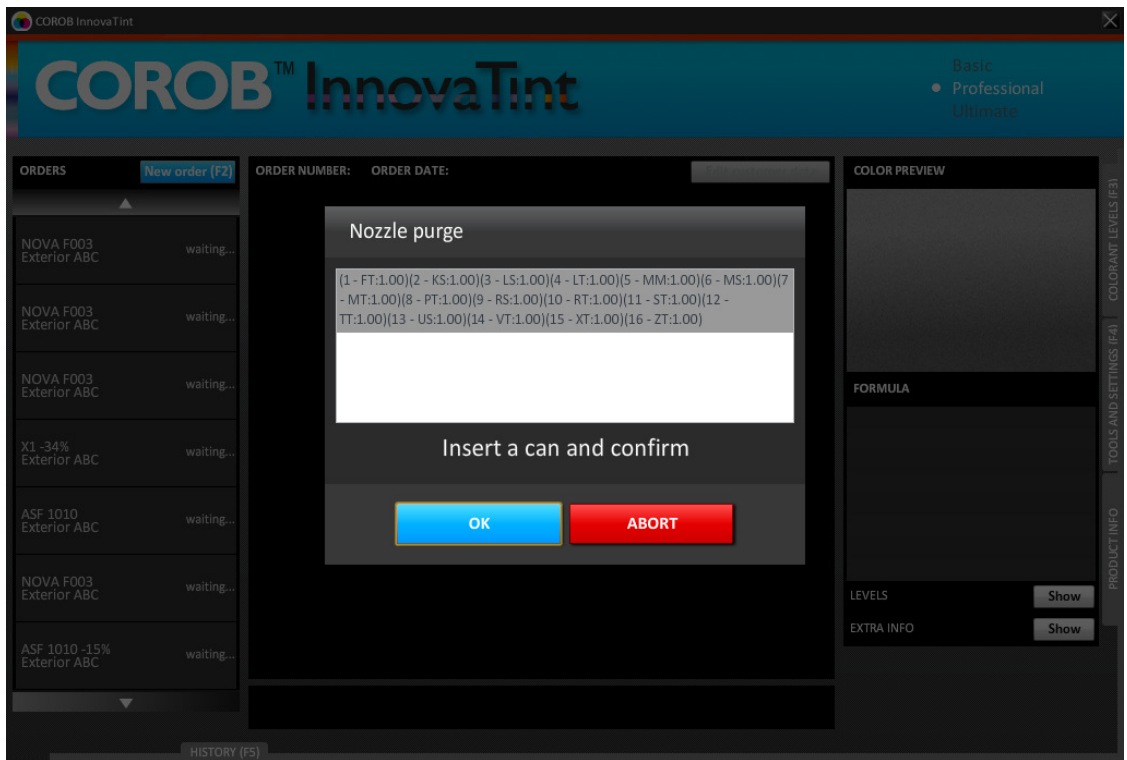 COROB InnovaTint
COROB™ InnovaTint
Basic
Professional
Ultimate
ORDERS
New order (F2)
NOVA F003
Exterior ABC
waiting...
NOVA F003
Exterior ABC
waiting...
NOVA F003
Exterior ABC
waiting...
X1 -34%
Exterior ABC
waiting...
ASF 1010
Exterior ABC
waiting...
NOVA F003
Exterior ABC
waiting...
ASF 1010 -15%
Exterior ABC
waiting...
HISTORY (F5)
ORDER NUMBER: ORDER DATE:
Nozzle purge
(1 - FT:1.00)(2 - KS:1.00)(3 - LS:1.00)(4 - LT:1.00)(5 - MM:1.00)(6 - MS:1.00)(7
- MT:1.00)(8 - PT:1.00)(9 - RS:1.00)(10 - RT:1.00)(11 - ST:1.00)(12 -
TT:1.00)(13 - US:1.00)(14 - VT:1.00)(15 - XT:1.00)(16 - ZT:1.00)
Insert a can and confirm
OK
ABORT
COLOR PREVIEW
FORMULA
LEVELS
Show
EXTRA INFO
Show
COLORANT LEVELS (F3)
TOOLS AND SETTINGS (F4)
PRODUCT INFO